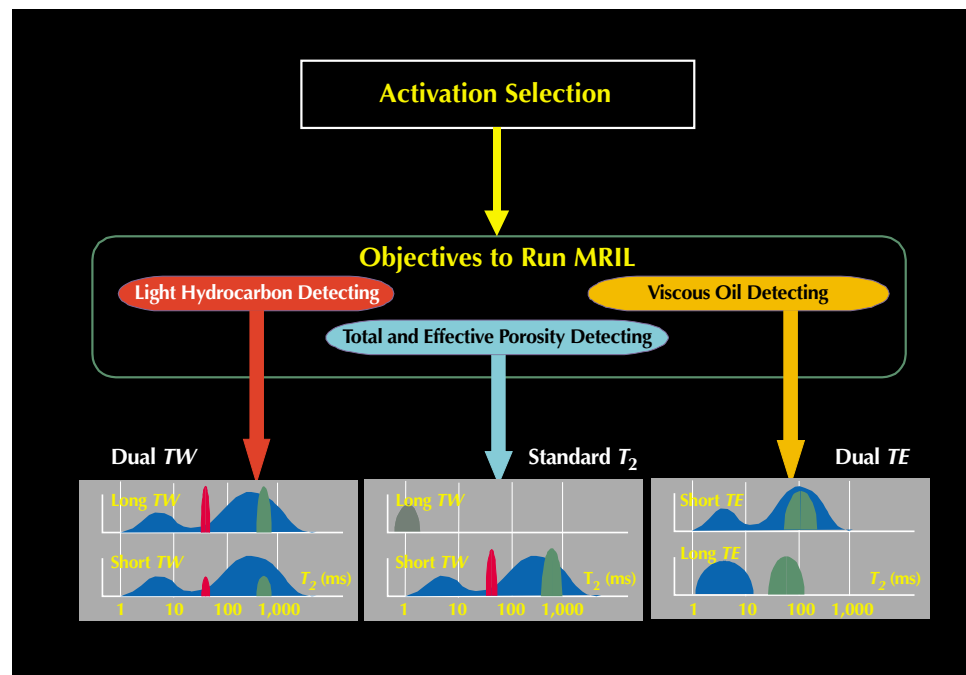 Activation Selection
Objectives to Run MRIL
Light Hydrocarbon Detecting
Viscous Oil Detecting
Total and Effective Porosity Detecting
Dual TW
Standard T2
Dual TE
Long TW
Short TW
T2 (ms)
1 10 100 1,000
Long TW
Short TW
T2 (ms)
1 10 100 1,000
Short TE
Long TE
T2 (ms)
1 10 100 1,000